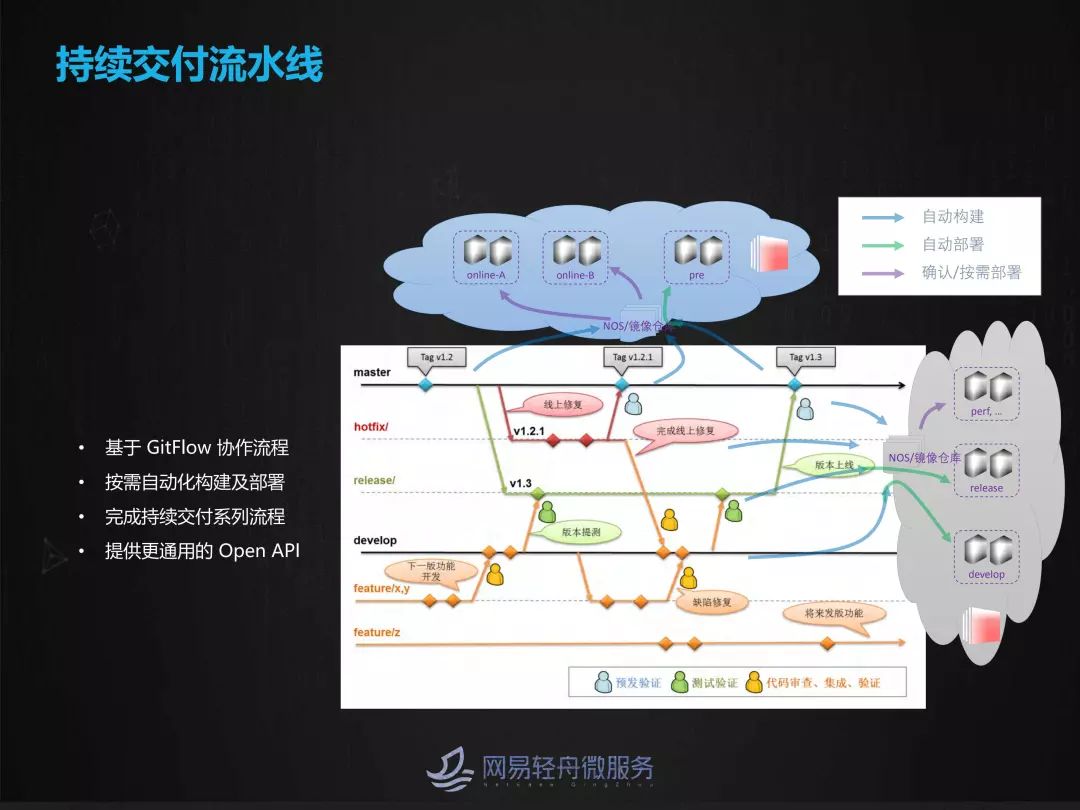 持续交付流水线
自动构建
自动部署
确认/按需部署
online-A
online-B
pre
NOS/镜像仓库
Tag v1.2
Tag v1.2.1
Tag v1.3
master
线上修复
hotfix/
v1.2.1
完成线上修复
perf, ...
NOS/镜像仓库
release
版本上线
release/
v1.3
版本提测
develop
develop
下一版功能
开发
feature/x,y
缺陷修复
将来发版功能
feature/z
预发验证
测试验证
代码审查、集成、验证
• 基于 GitFlow 协作流程
• 按需自动化构建及部署
• 完成持续交付系列流程
• 提供更通用的 Open API
网易轻舟微服务
Netease QingZhou